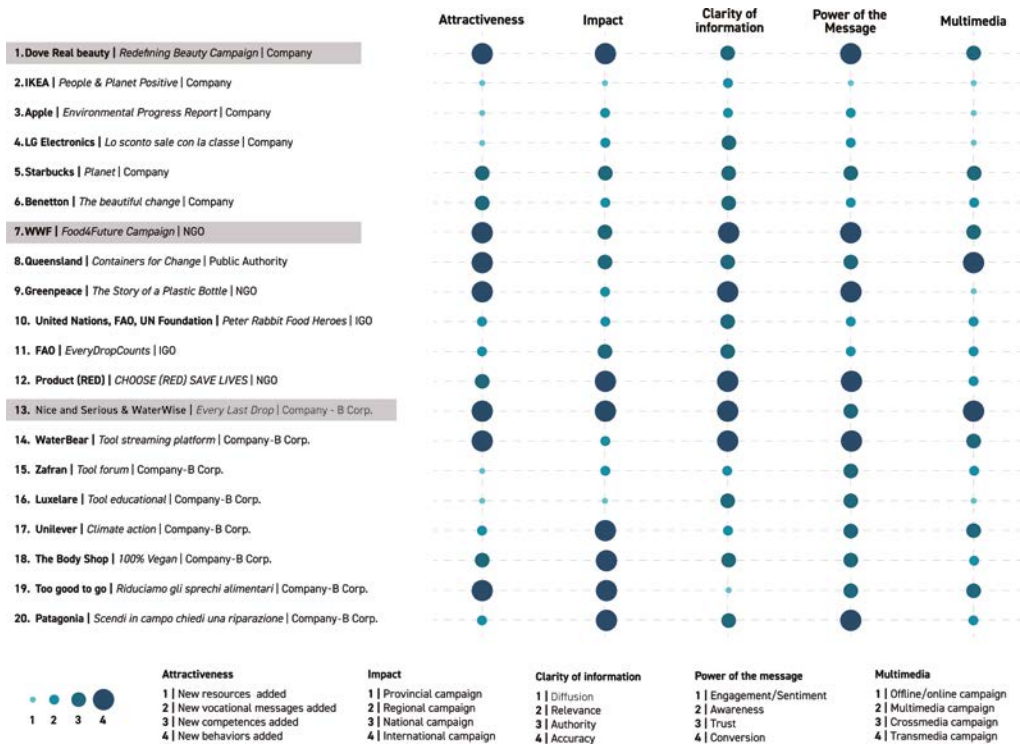 Attractiveness
Impact
Clarity of
information
Power of the
Message
Multimedia
1. Dove Real beauty | Redefining Beauty Campaign | Company
2. IKEA | People & Planet Positive | Company
3. Apple | Environmental Progress Report | Company
4. LG Electronics | Lo sconto sale con la classe | Company
5. Starbucks | Planet | Company
6. Benetton | The beautiful change | Company
7. WWF | Food4Future Campaign | NGO
8. Queensland | Containers for Change | Public Authority
9. Greenpeace | The Story of a Plastic Bottle | NGO
10. United Nations, FAO, UN Foundation | Peter Rabbit Food Heroes | IGO
11. FAO | EveryDropCounts | IGO
12. Product (RED) | CHOOSE (RED) SAVE LIVES | NGO
13. Nice and Serious & WaterWise | Every Last Drop | Company - B Corp.
14. WaterBear | Tool streaming platform | Company-B Corp.
15. Zafran | Tool forum | Company-B Corp.
16. Luxelare | Tool educational | Company-B Corp.
17. Unilever | Climate action | Company-B Corp.
18. The Body Shop | 100% Vegan | Company-B Corp.
19. Too good to go | Riduciamo gli sprechi alimentari | Company-B Corp.
20. Patagonia | Scendi in campo chiedi una riparazione | Company-B Corp.
1 2 3 4
Attractiveness
1 | New resources added
2 | New vocational messages added
3 | New competences added
4 | New behaviors added
Impact
1 | Provincial campaign
2 | Regional campaign
3 | National campaign
4 | International campaign
Clarity of information
1 | Diffusion
2 | Relevance
3 | Authority
4 | Accuracy
Power of the message
1 | Engagement/Sentiment
2 | Awareness
3 | Trust
4 | Conversion
Multimedia
1 | Offline/online campaign
2 | Multimedia campaign
3 | Crossmedia campaign
4 | Transmedia campaign